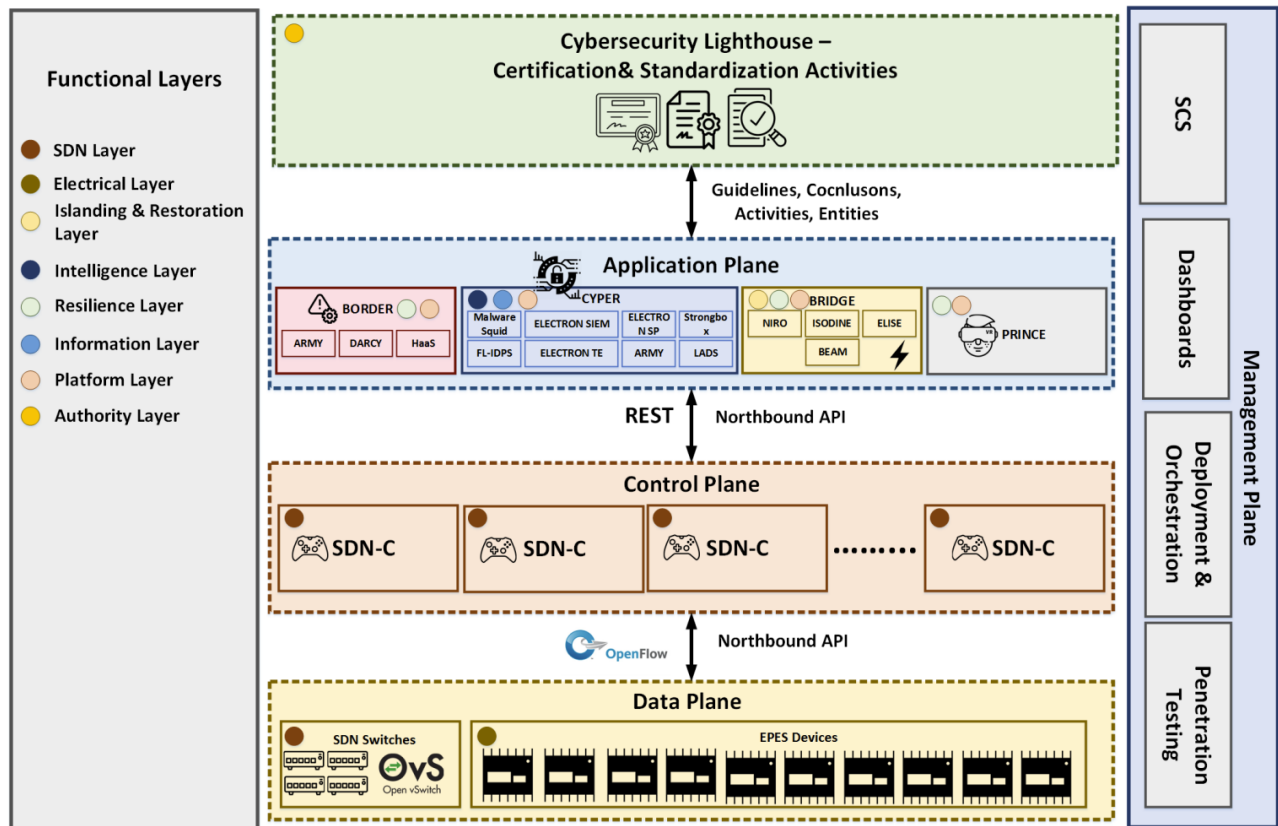 Functional Layers
SDN Layer
Electrical Layer
Islanding & Restoration
Layer
Intelligence Layer
Resilience Layer
Information Layer
Platform Layer
Authority Layer
Cybersecurity Lighthouse –
Certification& Standardization Activities
Guidelines, Cocnlusons,
Activities, Entities
Application Plane
BORDER
ARMY
DARCY
HaaS
CYPER
Malware
Squid
ELECTRON SIEM
ELECTRO
N SP
Strongbo
x
FL-IDPS
ELECTRON TE
ARMY
LADS
BRIDGE
NIRO
ISODINE
ELISE
BEAM
VR
PRINCE
REST
Northbound API
Control Plane
SDN-C
SDN-C
SDN-C
.........
SDN-C
OpenFlow
Northbound API
Data Plane
SDN Switches
OvS
Open vSwitch
EPES Devices
SCS
Dashboards
Deployment &
Orchestration
Penetration
Testing
Management Plane